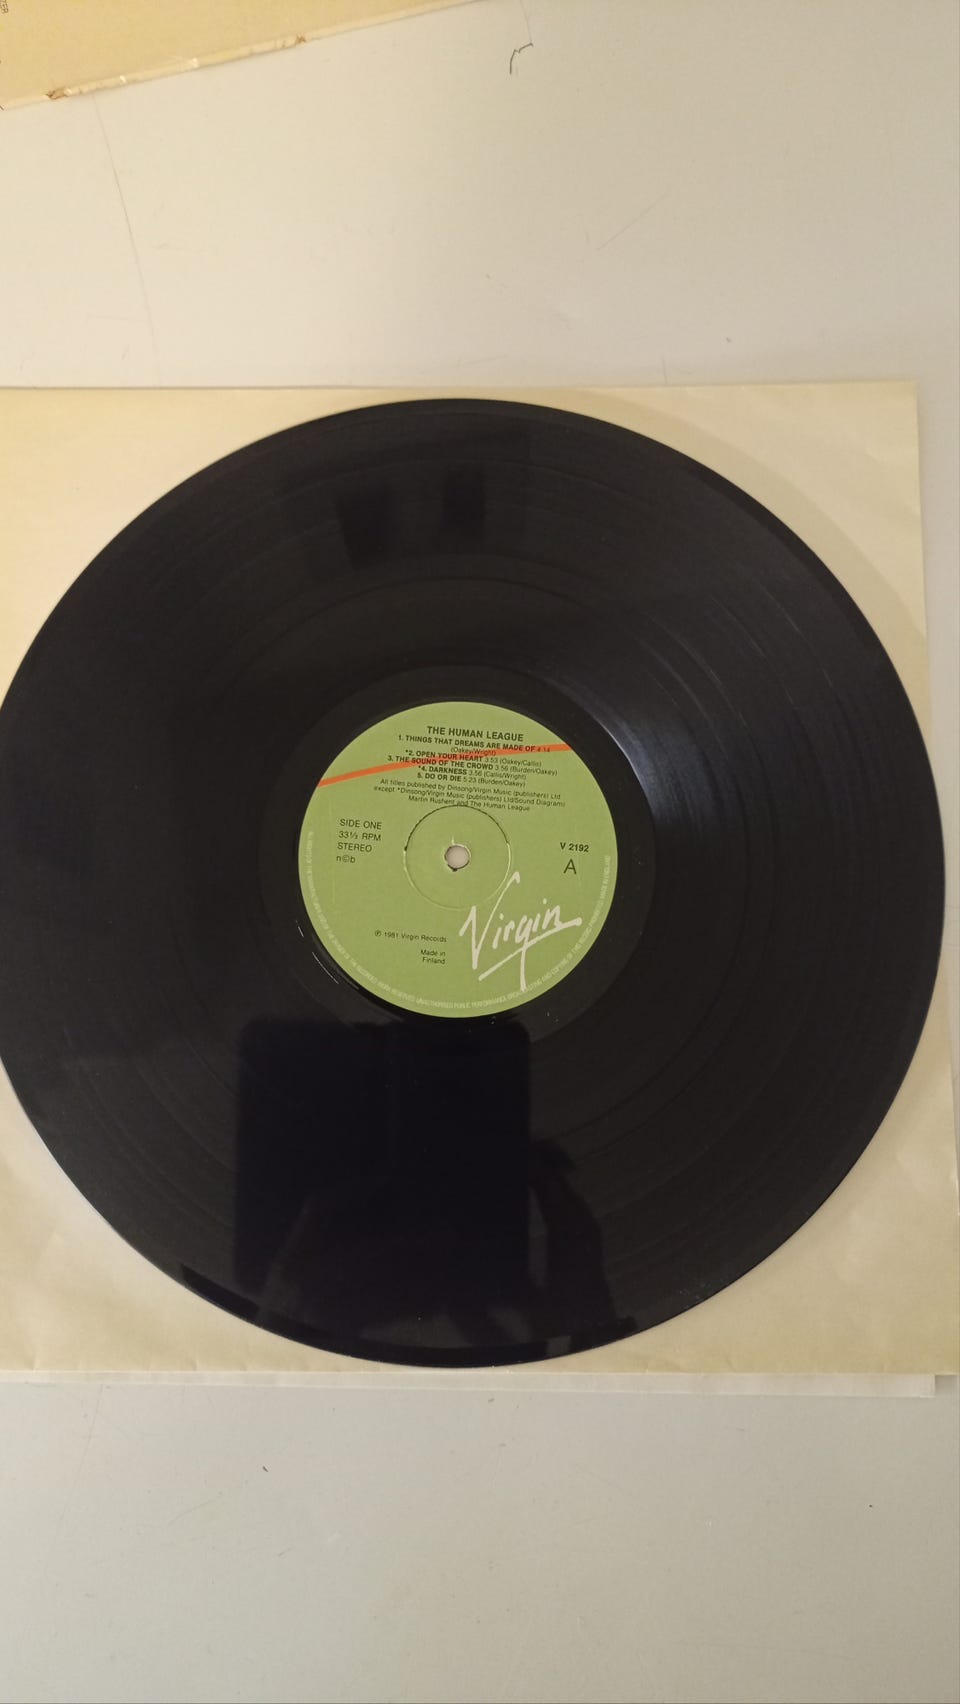 THE HUMAN LEAGUE
1. THINGS THAT DREAMS ARE MADE OF 4.14
(Oakey/Wright)
*2. OPEN YOUR HEART 3.53 (Oakey/Callis)
3. THE SOUND OF THE CROWD 3.56 (Burden/Oakey)
*4. DARKNESS 3.56 (Callis/Wright)
5. DO OR DIE 5.23 (Burden/Oakey)
All titles published by Dinsong/Virgin Music (publishers) Ltd
except *Dinsong/Virgin Music (publishers) Ltd/Sound Diagrams
Martin Rushent and The Human League
SIDE ONE
33⅓ RPM
STEREO
n©b
V 2192
A
Virgin
℗ 1981 Virgin Records
Made in
Finland